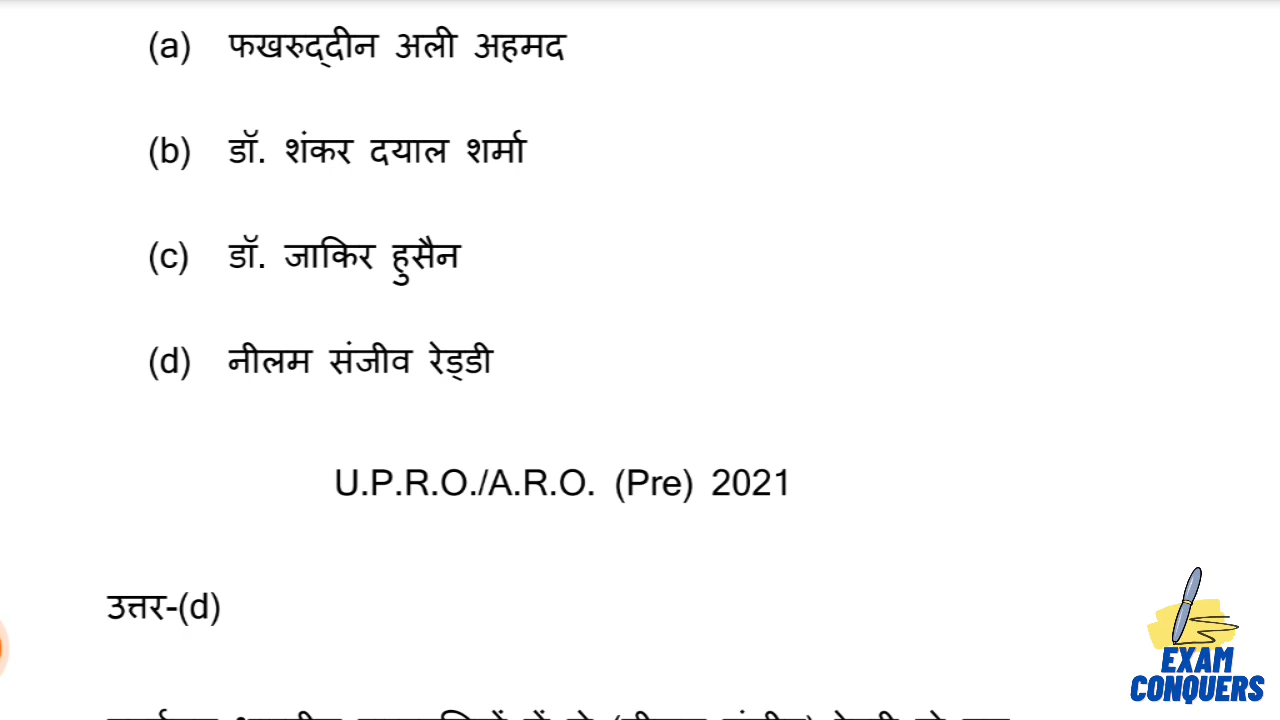 (a) फखरुद्दीन अली अहमद
(b) डॉ. शंकर दयाल शर्मा
(c) डॉ. जाकिर हुसैन
(d) नीलम संजीव रेड्डी
U.P.R.O./A.R.O. (Pre) 2021
उत्तर-(d)
EXAM
CONQUERS